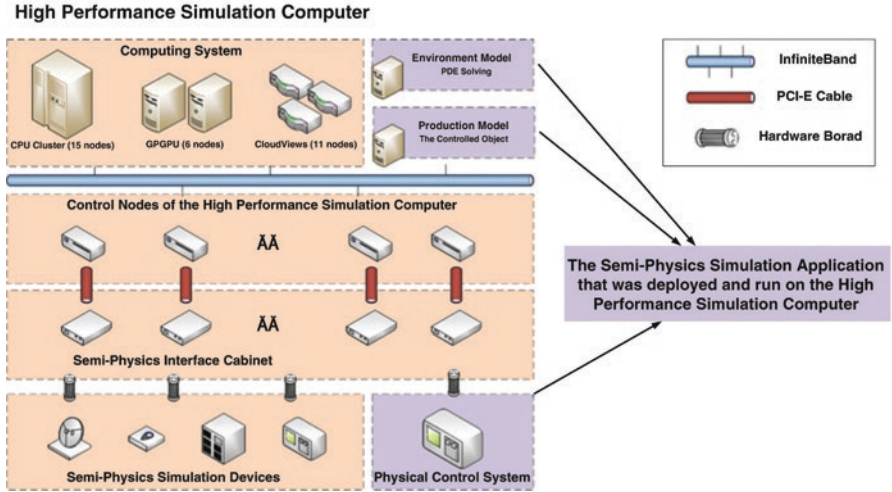 High Performance Simulation Computer
Computing System
CPU Cluster (15 nodes)
GPGPU (6 nodes)
CloudViews (11 nodes)
Environment Model
PDE Solving
Production Model
The Controlled Object
InfiniteBand
PCI-E Cable
Hardware Borad
Control Nodes of the High Performance Simulation Computer
ĂĂ
ĂĂ
Semi-Physics Interface Cabinet
The Semi-Physics Simulation Application
that was deployed and run on the High
Performance Simulation Computer
Semi-Physics Simulation Devices
Physical Control System